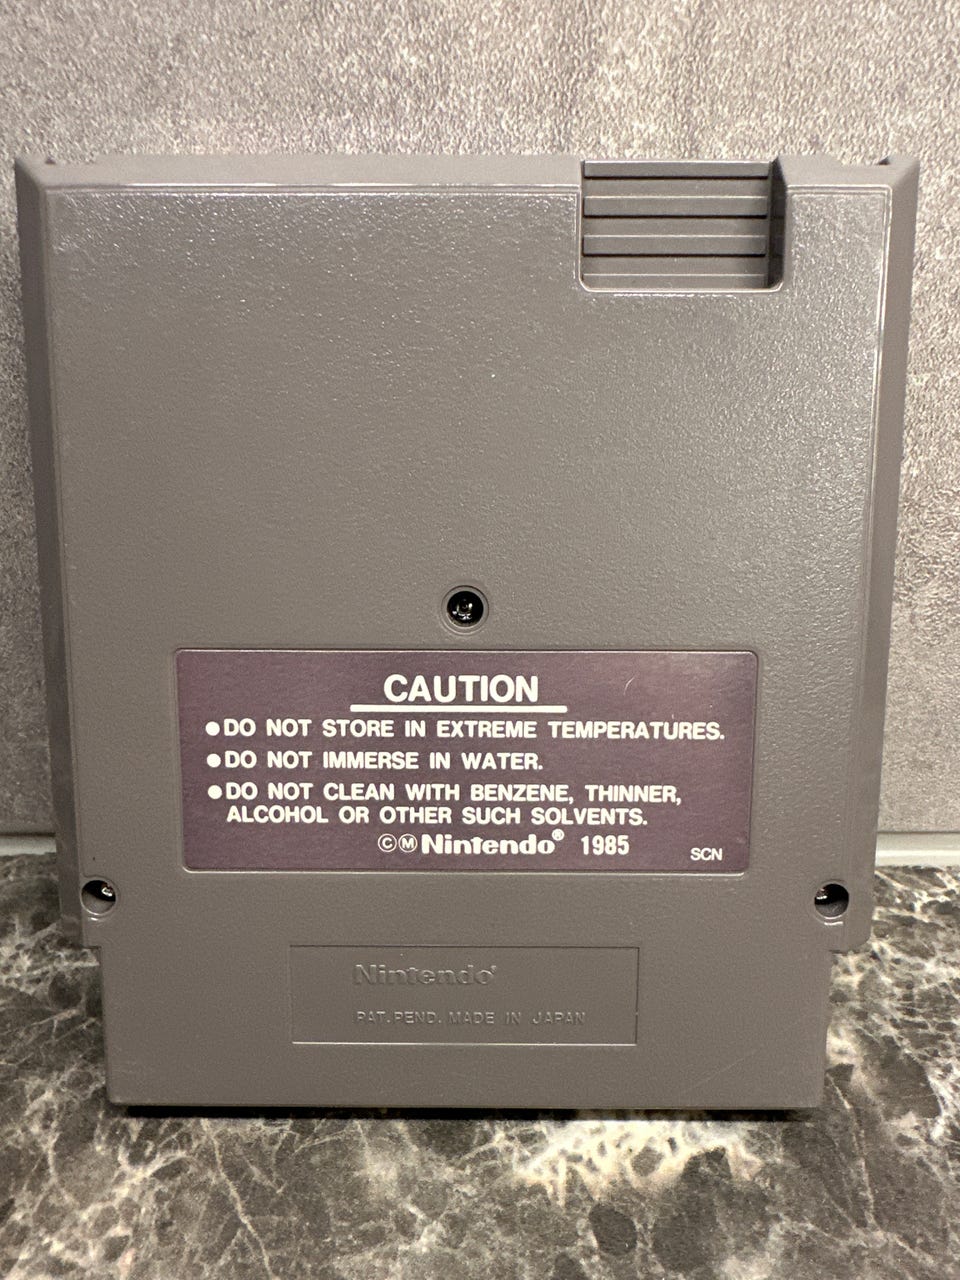 CAUTION
●DO NOT STORE IN EXTREME TEMPERATURES.
●DO NOT IMMERSE IN WATER.
●DO NOT CLEAN WITH BENZENE, THINNER,
ALCOHOL OR OTHER SUCH SOLVENTS.
ⒸⓂNintendo® 1985
SCN
Nintendo®
PAT.PEND. MADE IN JAPAN